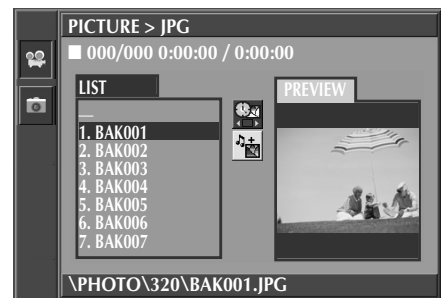 PICTURE > JPG
000/000 0:00:00 / 0:00:00
LIST
PREVIEW
1. BAK001
2. BAK002
3. BAK003
4. BAK004
5. BAK005
6. BAK006
7. BAK007
\PHOTO\320\BAK001.JPG